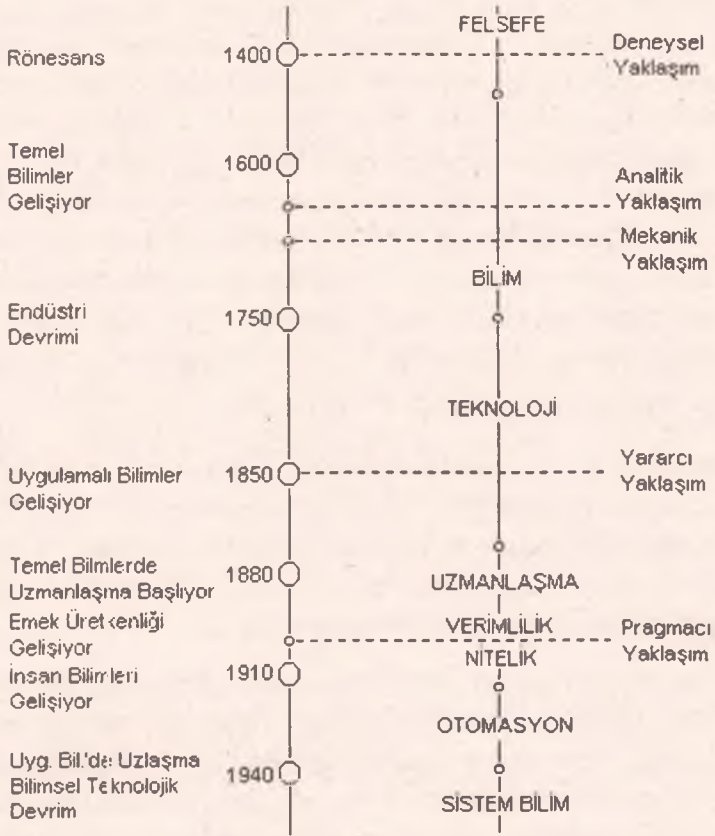 FELSEFE
Rönesans
1400
Deneysel
Yaklaşım
Temel
Bilimler
Gelişiyor
1600
Analitik
Yaklaşım
Mekanik
Yaklaşım
BİLİM
Endüstri
Devrimi
1750
TEKNOLOJİ
Uygulamalı Bilimler
Gelişiyor
1850
Yararcı
Yaklaşım
Temel Bilmlerde
Uzmanlaşma Başlıyor
1880
UZMANLAŞMA
Emek Üretkenliği
Gelişiyor
VERİMLİLİK
NİTELİK
Pragmacı
Yaklaşım
İnsan Bilimleri
Gelişiyor
1910
OTOMASYON
Uyg. Bil.'de Uzlaşma
Bilimsel Teknolojik
Devrim
1940
SİSTEM BİLİM